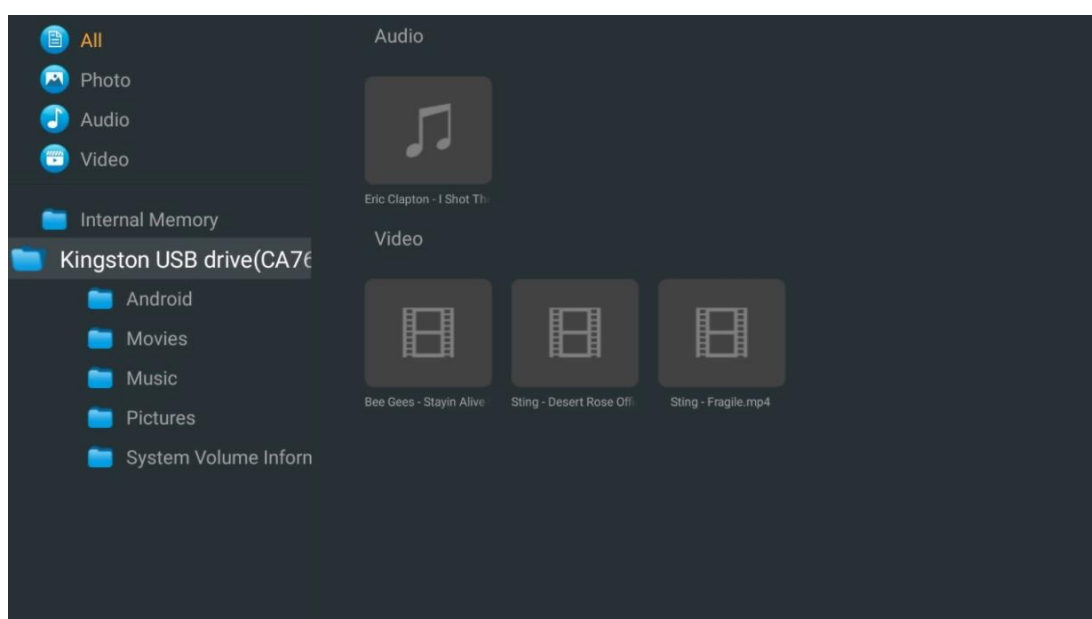 All
Photo
Audio
Video
Internal Memory
Kingston USB drive(CA76
Android
Movies
Music
Pictures
System Volume Inforn
Audio
Eric Clapton - I Shot Th
Video
Bee Gees - Stayin Alive
Sting - Desert Rose Offi
Sting - Fragile.mp4